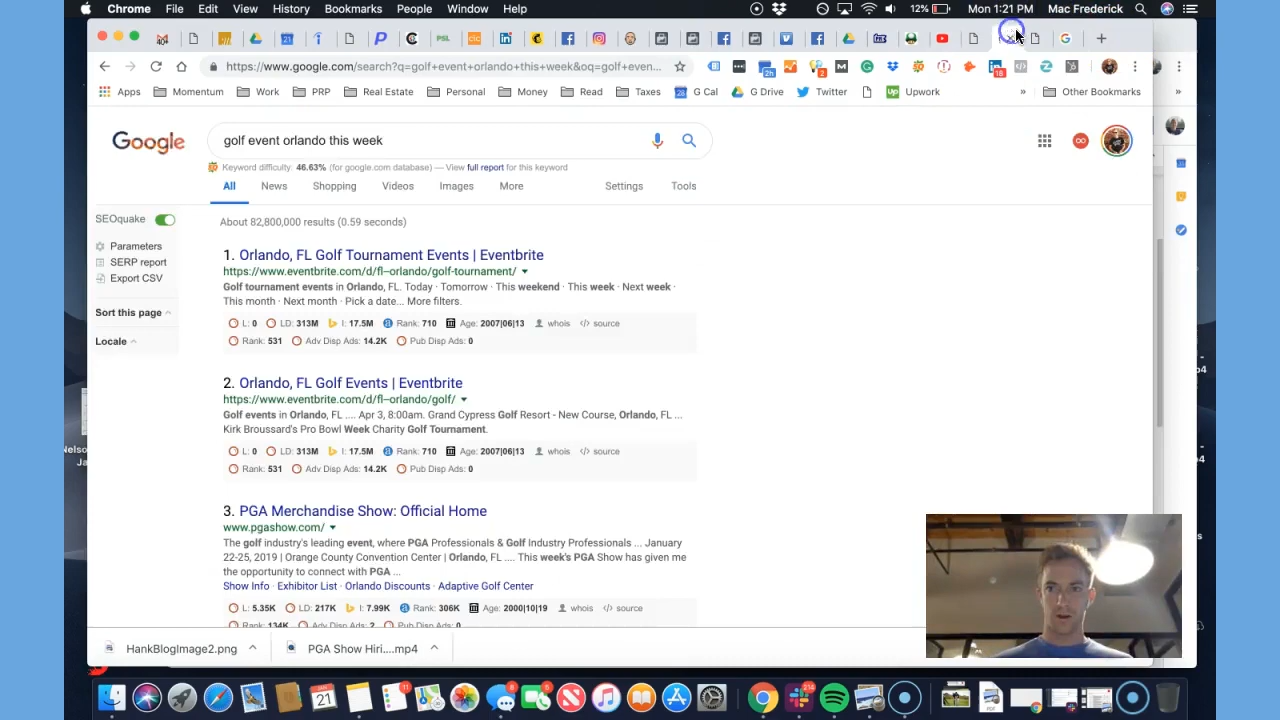 Chrome File Edit View History Bookmarks People Window Help 12% Mon 1:21 PM Mac Frederick
https://www.google.com/search?q=golf+event+orlando+this+week&oq=golf+even...
Apps Momentum Work PRP Real Estate Personal Money Read Taxes G Cal G Drive Twitter Upwork » Other Bookmarks »
Google golf event orlando this week
Keyword difficulty: 46.63% (for google.com database) — View full report for this keyword
All News Shopping Videos Images More Settings Tools
SEOquake
Parameters
SERP report
Export CSV
Sort this page
Locale
About 82,800,000 results (0.59 seconds)
1. Orlando, FL Golf Tournament Events | Eventbrite
https://www.eventbrite.com/d/fl--orlando/golf-tournament/
Golf tournament events in Orlando, FL. Today · Tomorrow · This weekend · This week · Next week ·
This month · Next month · Pick a date... More filters.
L: 0 LD: 313M I: 17.5M Rank: 710 Age: 2007|06|13 whois </> source
Rank: 531 Adv Disp Ads: 14.2K Pub Disp Ads: 0
2. Orlando, FL Golf Events | Eventbrite
https://www.eventbrite.com/d/fl--orlando/golf/
Golf events in Orlando, FL .... Apr 3, 8:00am. Grand Cypress Golf Resort - New Course, Orlando, FL ...
Kirk Broussard's Pro Bowl Week Charity Golf Tournament.
L: 0 LD: 313M I: 17.5M Rank: 710 Age: 2007|06|13 whois </> source
Rank: 531 Adv Disp Ads: 14.2K Pub Disp Ads: 0
3. PGA Merchandise Show: Official Home
www.pgashow.com/
The golf industry's leading event, where PGA Professionals & Golf Industry Professionals ... January
22-25, 2019 | Orange County Convention Center | Orlando, FL .... This week's PGA Show has given me
the opportunity to connect with PGA ...
Show Info · Exhibitor List · Orlando Discounts · Adaptive Golf Center
L: 5.35K LD: 217K I: 7.99K Rank: 306K Age: 2000|10|19 whois </> source
Rank: 134K Adv Disp Ads: 2 Pub Disp Ads: 0
HankBlogImage2.png PGA Show Hiri....mp4